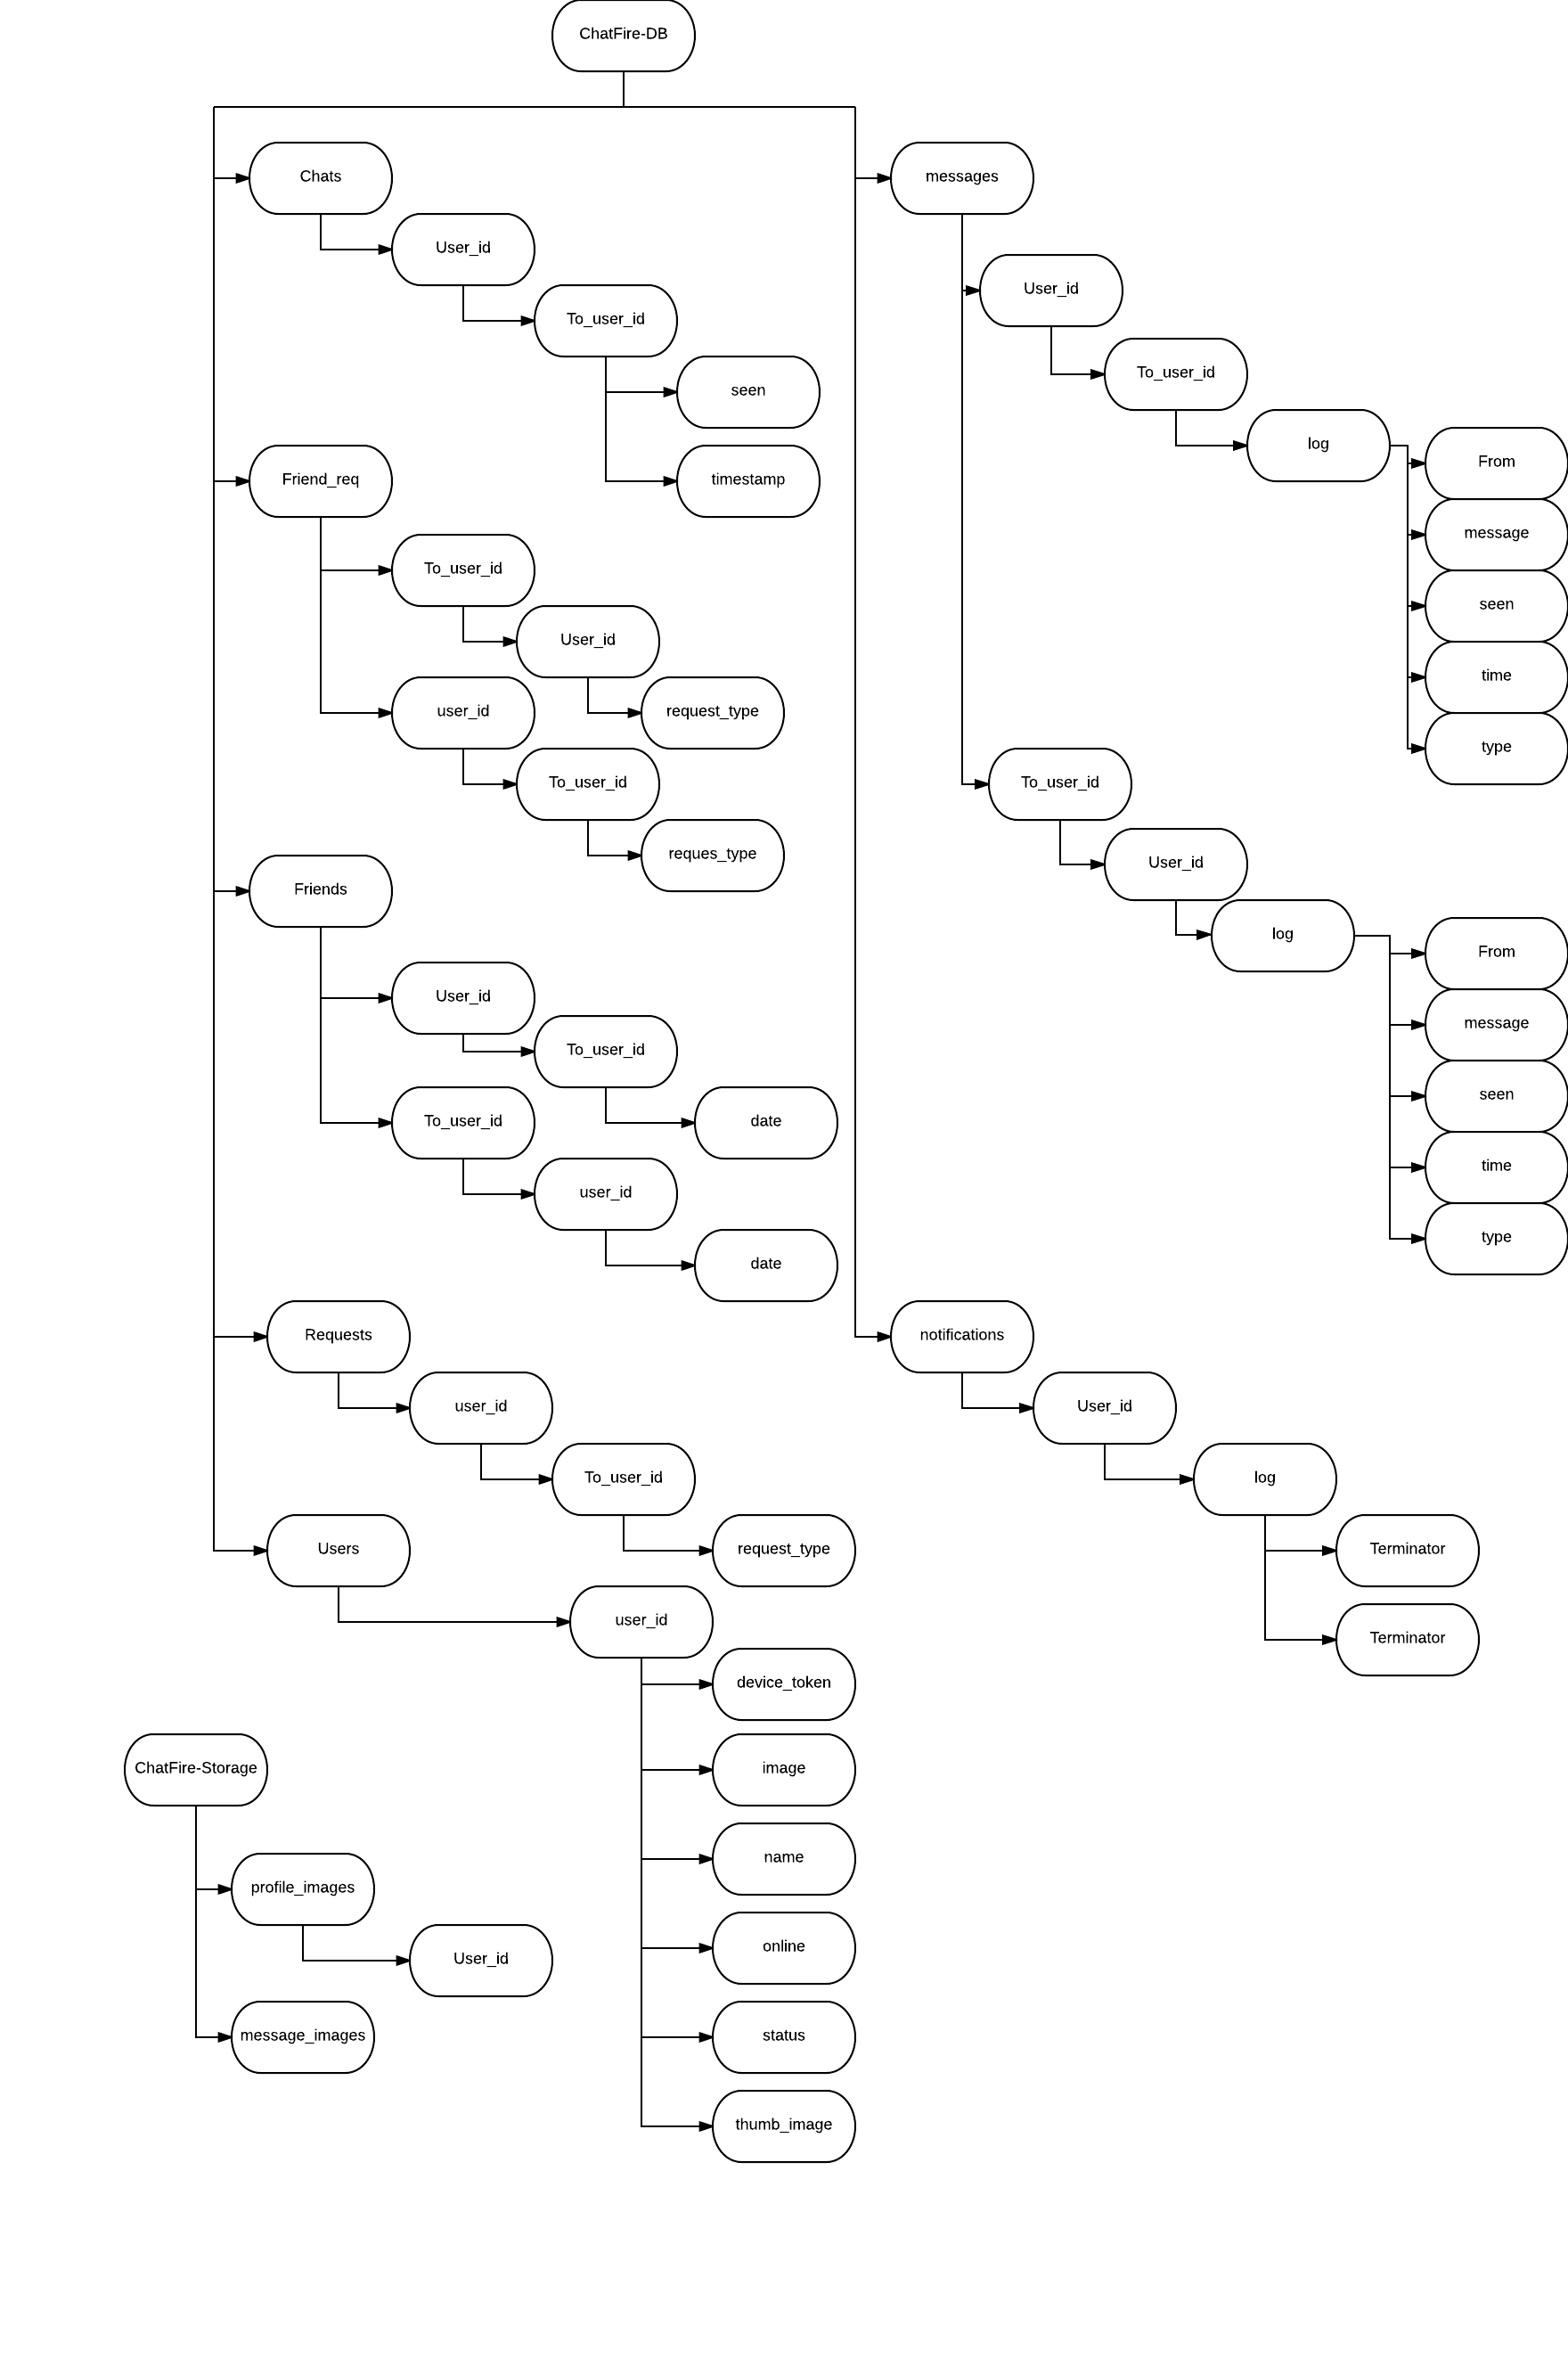 ChatFire-DB
Chats
User_id
To_user_id
seen
timestamp
Friend_req
To_user_id
User_id
request_type
user_id
To_user_id
reques_type
Friends
User_id
To_user_id
date
To_user_id
user_id
date
Requests
user_id
To_user_id
request_type
Users
user_id
device_token
image
name
online
status
thumb_image
messages
User_id
To_user_id
log
From
message
seen
time
type
To_user_id
User_id
log
From
message
seen
time
type
notifications
User_id
log
Terminator
Terminator
ChatFire-Storage
profile_images
User_id
message_images